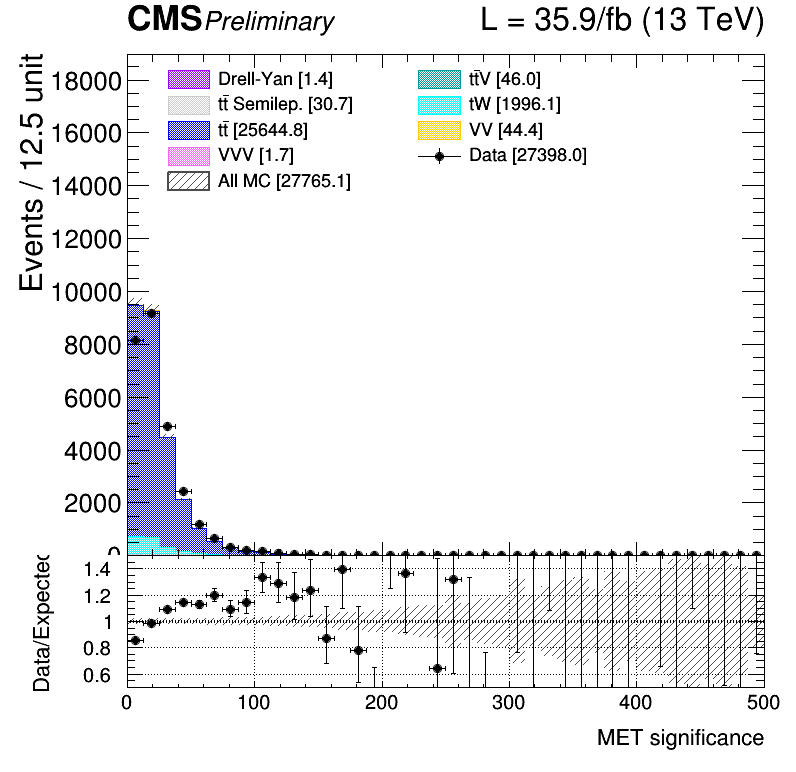 CMS Preliminary L = 35.9/fb (13 TeV)
Events / 12.5 unit
18000
16000
14000
12000
10000
8000
6000
4000
2000
0
Drell-Yan [1.4]
tt̄ Semilep. [30.7]
tt̄ [25644.8]
VVV [1.7]
All MC [27765.1]
tt̄V [46.0]
tW [1996.1]
VV [44.4]
Data [27398.0]
Data/Expected
1.4
1.2
1
0.8
0.6
0 100 200 300 400 500
MET significance